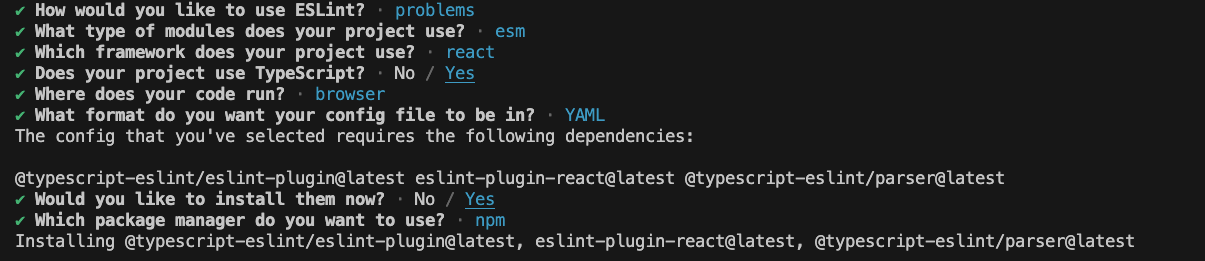 ✔ How would you like to use ESLint? · problems
✔ What type of modules does your project use? · esm
✔ Which framework does your project use? · react
✔ Does your project use TypeScript? · No / Yes
✔ Where does your code run? · browser
✔ What format do you want your config file to be in? · YAML
The config that you've selected requires the following dependencies:
@typescript-eslint/eslint-plugin@latest eslint-plugin-react@latest @typescript-eslint/parser@latest
✔ Would you like to install them now? · No / Yes
✔ Which package manager do you want to use? · npm
Installing @typescript-eslint/eslint-plugin@latest, eslint-plugin-react@latest, @typescript-eslint/parser@latest